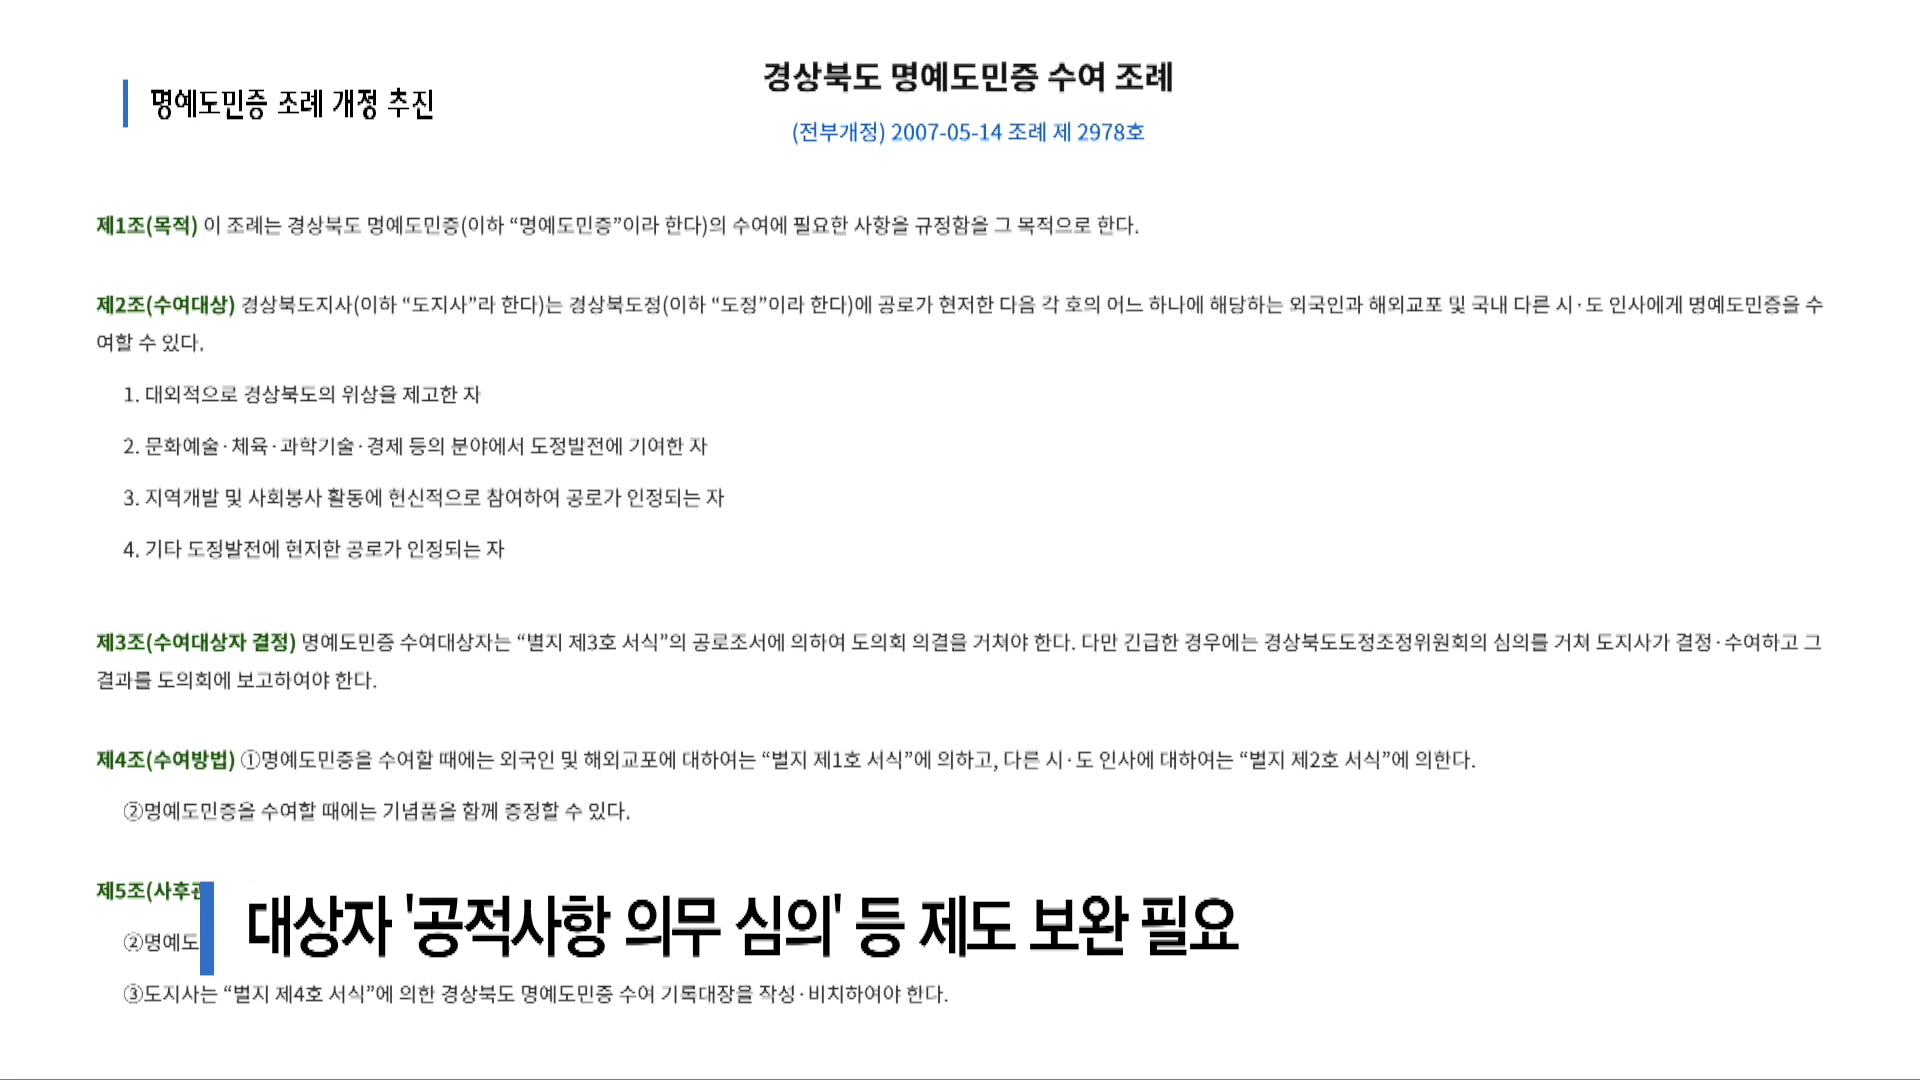 명예도민증 조례 개정 추진
경상북도 명예도민증 수여 조례
(전부개정) 2007-05-14 조례 제 2978호
제1조(목적) 이 조례는 경상북도 명예도민증(이하 “명예도민증”이라 한다)의 수여에 필요한 사항을 규정함을 그 목적으로 한다.
제2조(수여대상) 경상북도지사(이하 “도지사”라 한다)는 경상북도정(이하 “도정”이라 한다)에 공로가 현저한 다음 각 호의 어느 하나에 해당하는 외국인과 해외교포 및 국내 다른 시·도 인사에게 명예도민증을 수
여할 수 있다.
1. 대외적으로 경상북도의 위상을 제고한 자
2. 문화예술·체육·과학기술·경제 등의 분야에서 도정발전에 기여한 자
3. 지역개발 및 사회봉사 활동에 헌신적으로 참여하여 공로가 인정되는 자
4. 기타 도정발전에 현저한 공로가 인정되는 자
제3조(수여대상자 결정) 명예도민증 수여대상자는 “별지 제3호 서식”의 공로조서에 의하여 도의회 의결을 거쳐야 한다. 다만 긴급한 경우에는 경상북도도정조정위원회의 심의를 거쳐 도지사가 결정·수여하고 그
결과를 도의회에 보고하여야 한다.
제4조(수여방법) ①명예도민증을 수여할 때에는 외국인 및 해외교포에 대하여는 “별지 제1호 서식”에 의하고, 다른 시·도 인사에 대하여는 “별지 제2호 서식”에 의한다.
②명예도민증을 수여할 때에는 기념품을 함께 증정할 수 있다.
제5조(사후
대상자 '공적사항 의무 심의' 등 제도 보완 필요
②명예도
③도지사는 “별지 제4호 서식”에 의한 경상북도 명예도민증 수여 기록대장을 작성·비치하여야 한다.